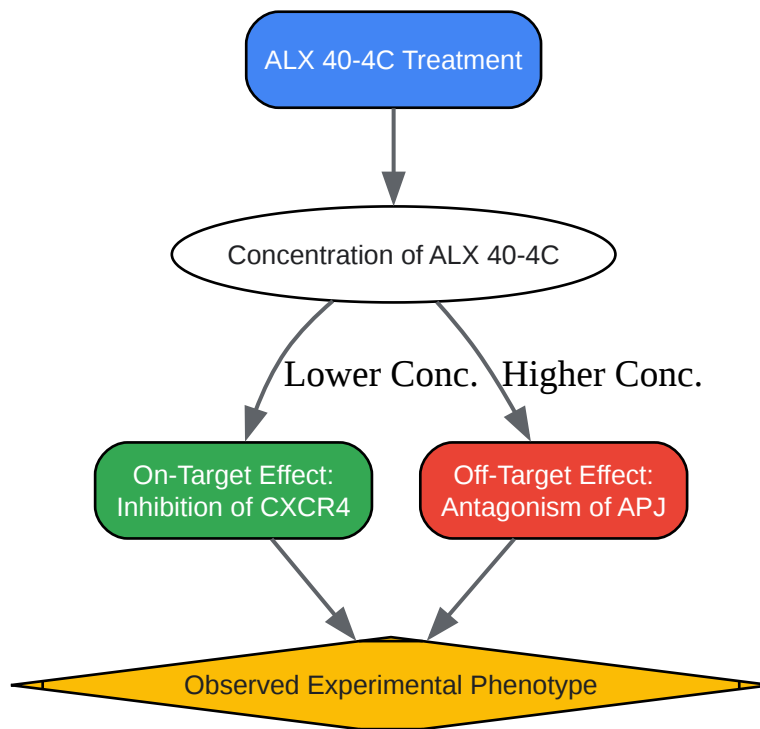 ALX 40-4C Treatment
Concentration of ALX 40-4C
Lower Conc.
Higher Conc.
On-Target Effect:
Inhibition of CXCR4
Off-Target Effect:
Antagonism of APJ
Observed Experimental Phenotype